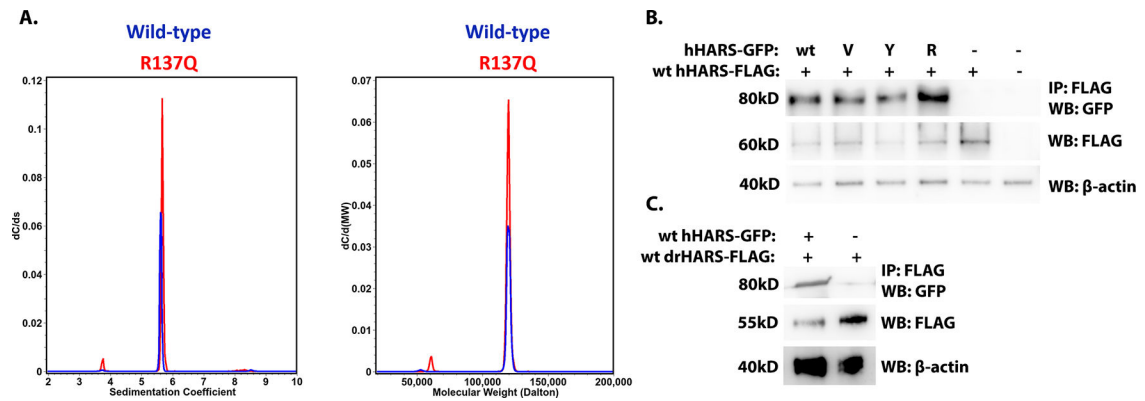 A.
Wild-type
R137Q
0.12
0.1
0.08
0.06
0.04
0.02
0
dC/ds
2 3 4 5 6 7 8 9 10
Sedimentation Coefficient
Wild-type
R137Q
0.07
0.06
0.05
0.04
0.03
0.02
0.01
0
dC/d(MW)
50,000 100,000 150,000 200,000
Molecular Weight (Dalton)
B.
hHARS-GFP: wt V Y R - -
wt hHARS-FLAG: + + + + + -
80kD IP: FLAG
WB: GFP
60kD WB: FLAG
40kD WB: β-actin
C.
wt hHARS-GFP: + -
wt drHARS-FLAG: + +
80kD IP: FLAG
WB: GFP
55kD WB: FLAG
40kD WB: β-actin